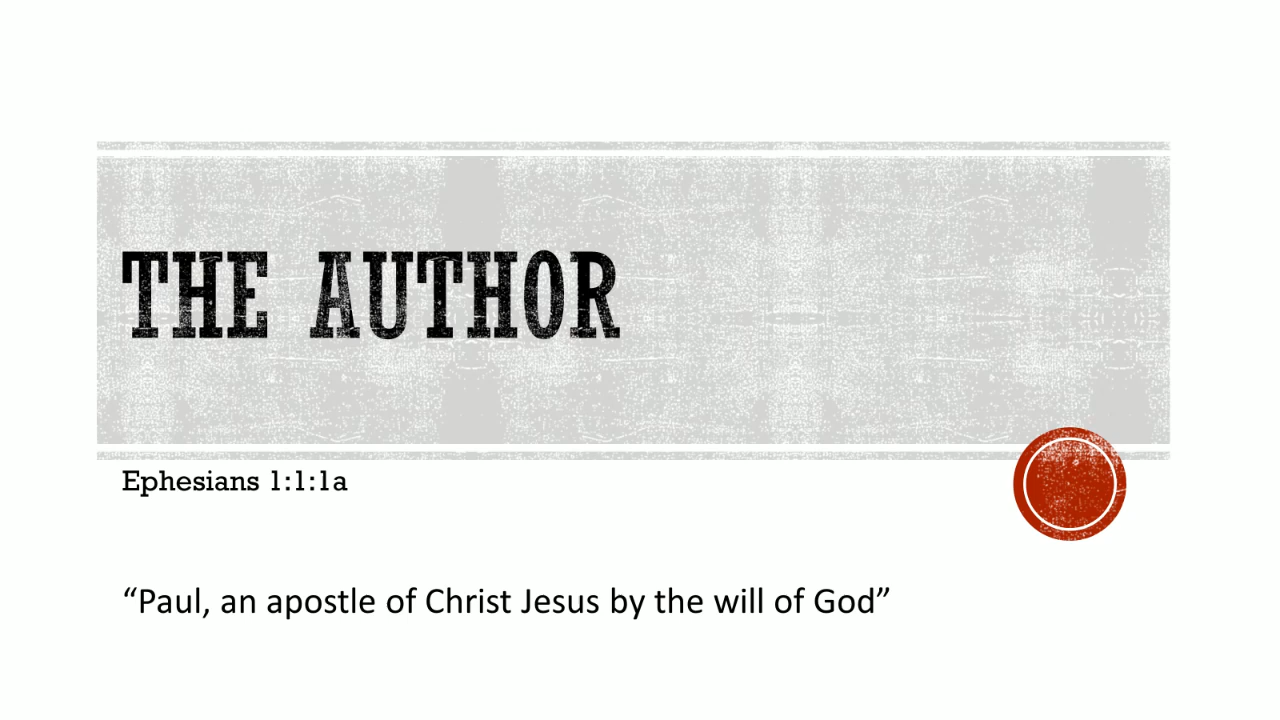 THE AUTHOR
Ephesians 1:1:1a
“Paul, an apostle of Christ Jesus by the will of God”